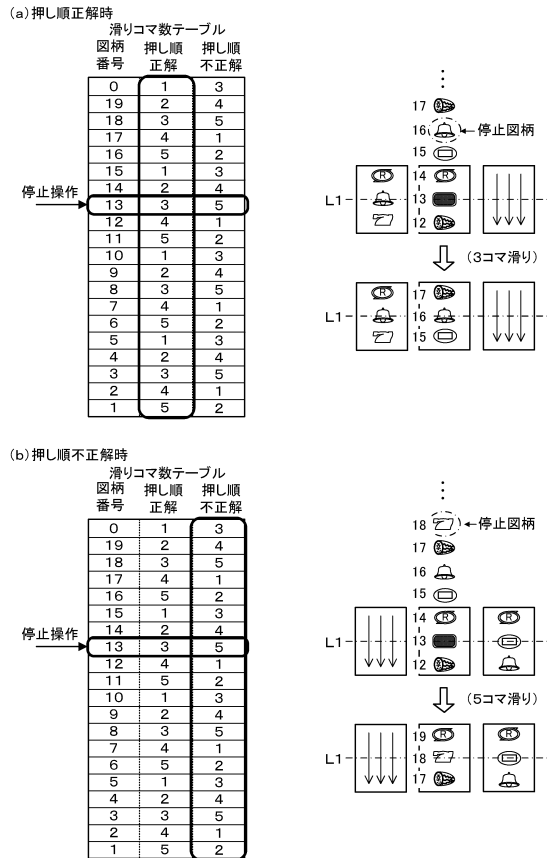 (a)押し順正解時
滑りコマ数テーブル
図柄 押し順 押し順
番号 正解 不正解
0 1 3
19 2 4
18 3 5
17 4 1
16 5 2
15 1 3
14 2 4
13 3 5
12 4 1
11 5 2
10 1 3
9 2 4
8 3 5
7 4 1
6 5 2
5 1 3
4 2 4
3 3 5
2 4 1
1 5 2
停止操作
17
16 停止図柄
15
R 14 R
L1 13
12
(3コマ滑り)
R 17
L1 16
15
(b)押し順不正解時
滑りコマ数テーブル
図柄 押し順 押し順
番号 正解 不正解
0 1 3
19 2 4
18 3 5
17 4 1
16 5 2
15 1 3
14 2 4
13 3 5
12 4 1
11 5 2
10 1 3
9 2 4
8 3 5
7 4 1
6 5 2
5 1 3
4 2 4
3 3 5
2 4 1
1 5 2
停止操作
18 停止図柄
17
16
15
14 R R
L1 13
12
(5コマ滑り)
19 R R
L1 18
17